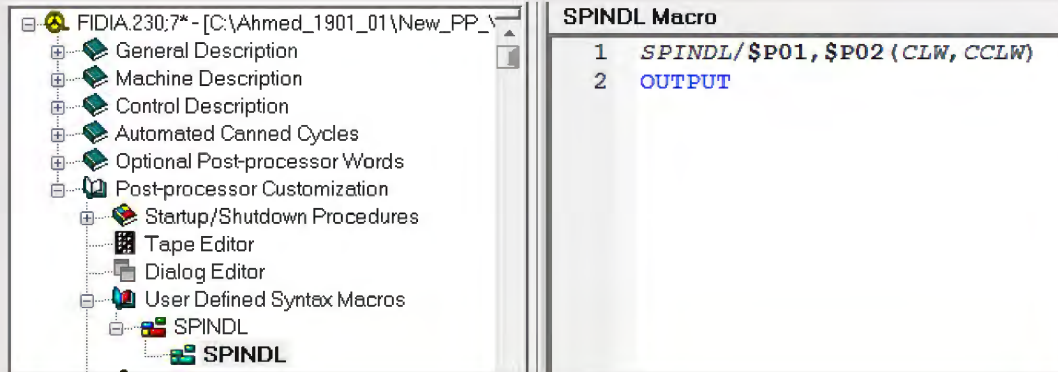 FIDIA.230;7* - [C:\Ahmed_1901_01\New_PP_\
General Description
Machine Description
Control Description
Automated Canned Cycles
Optional Post-processor Words
Post-processor Customization
Startup/Shutdown Procedures
Tape Editor
Dialog Editor
User Defined Syntax Macros
SPINDL
SPINDL
SPINDL Macro
1 SPINDL/$P01,$P02(CLW,CCLW)
2 OUTPUT